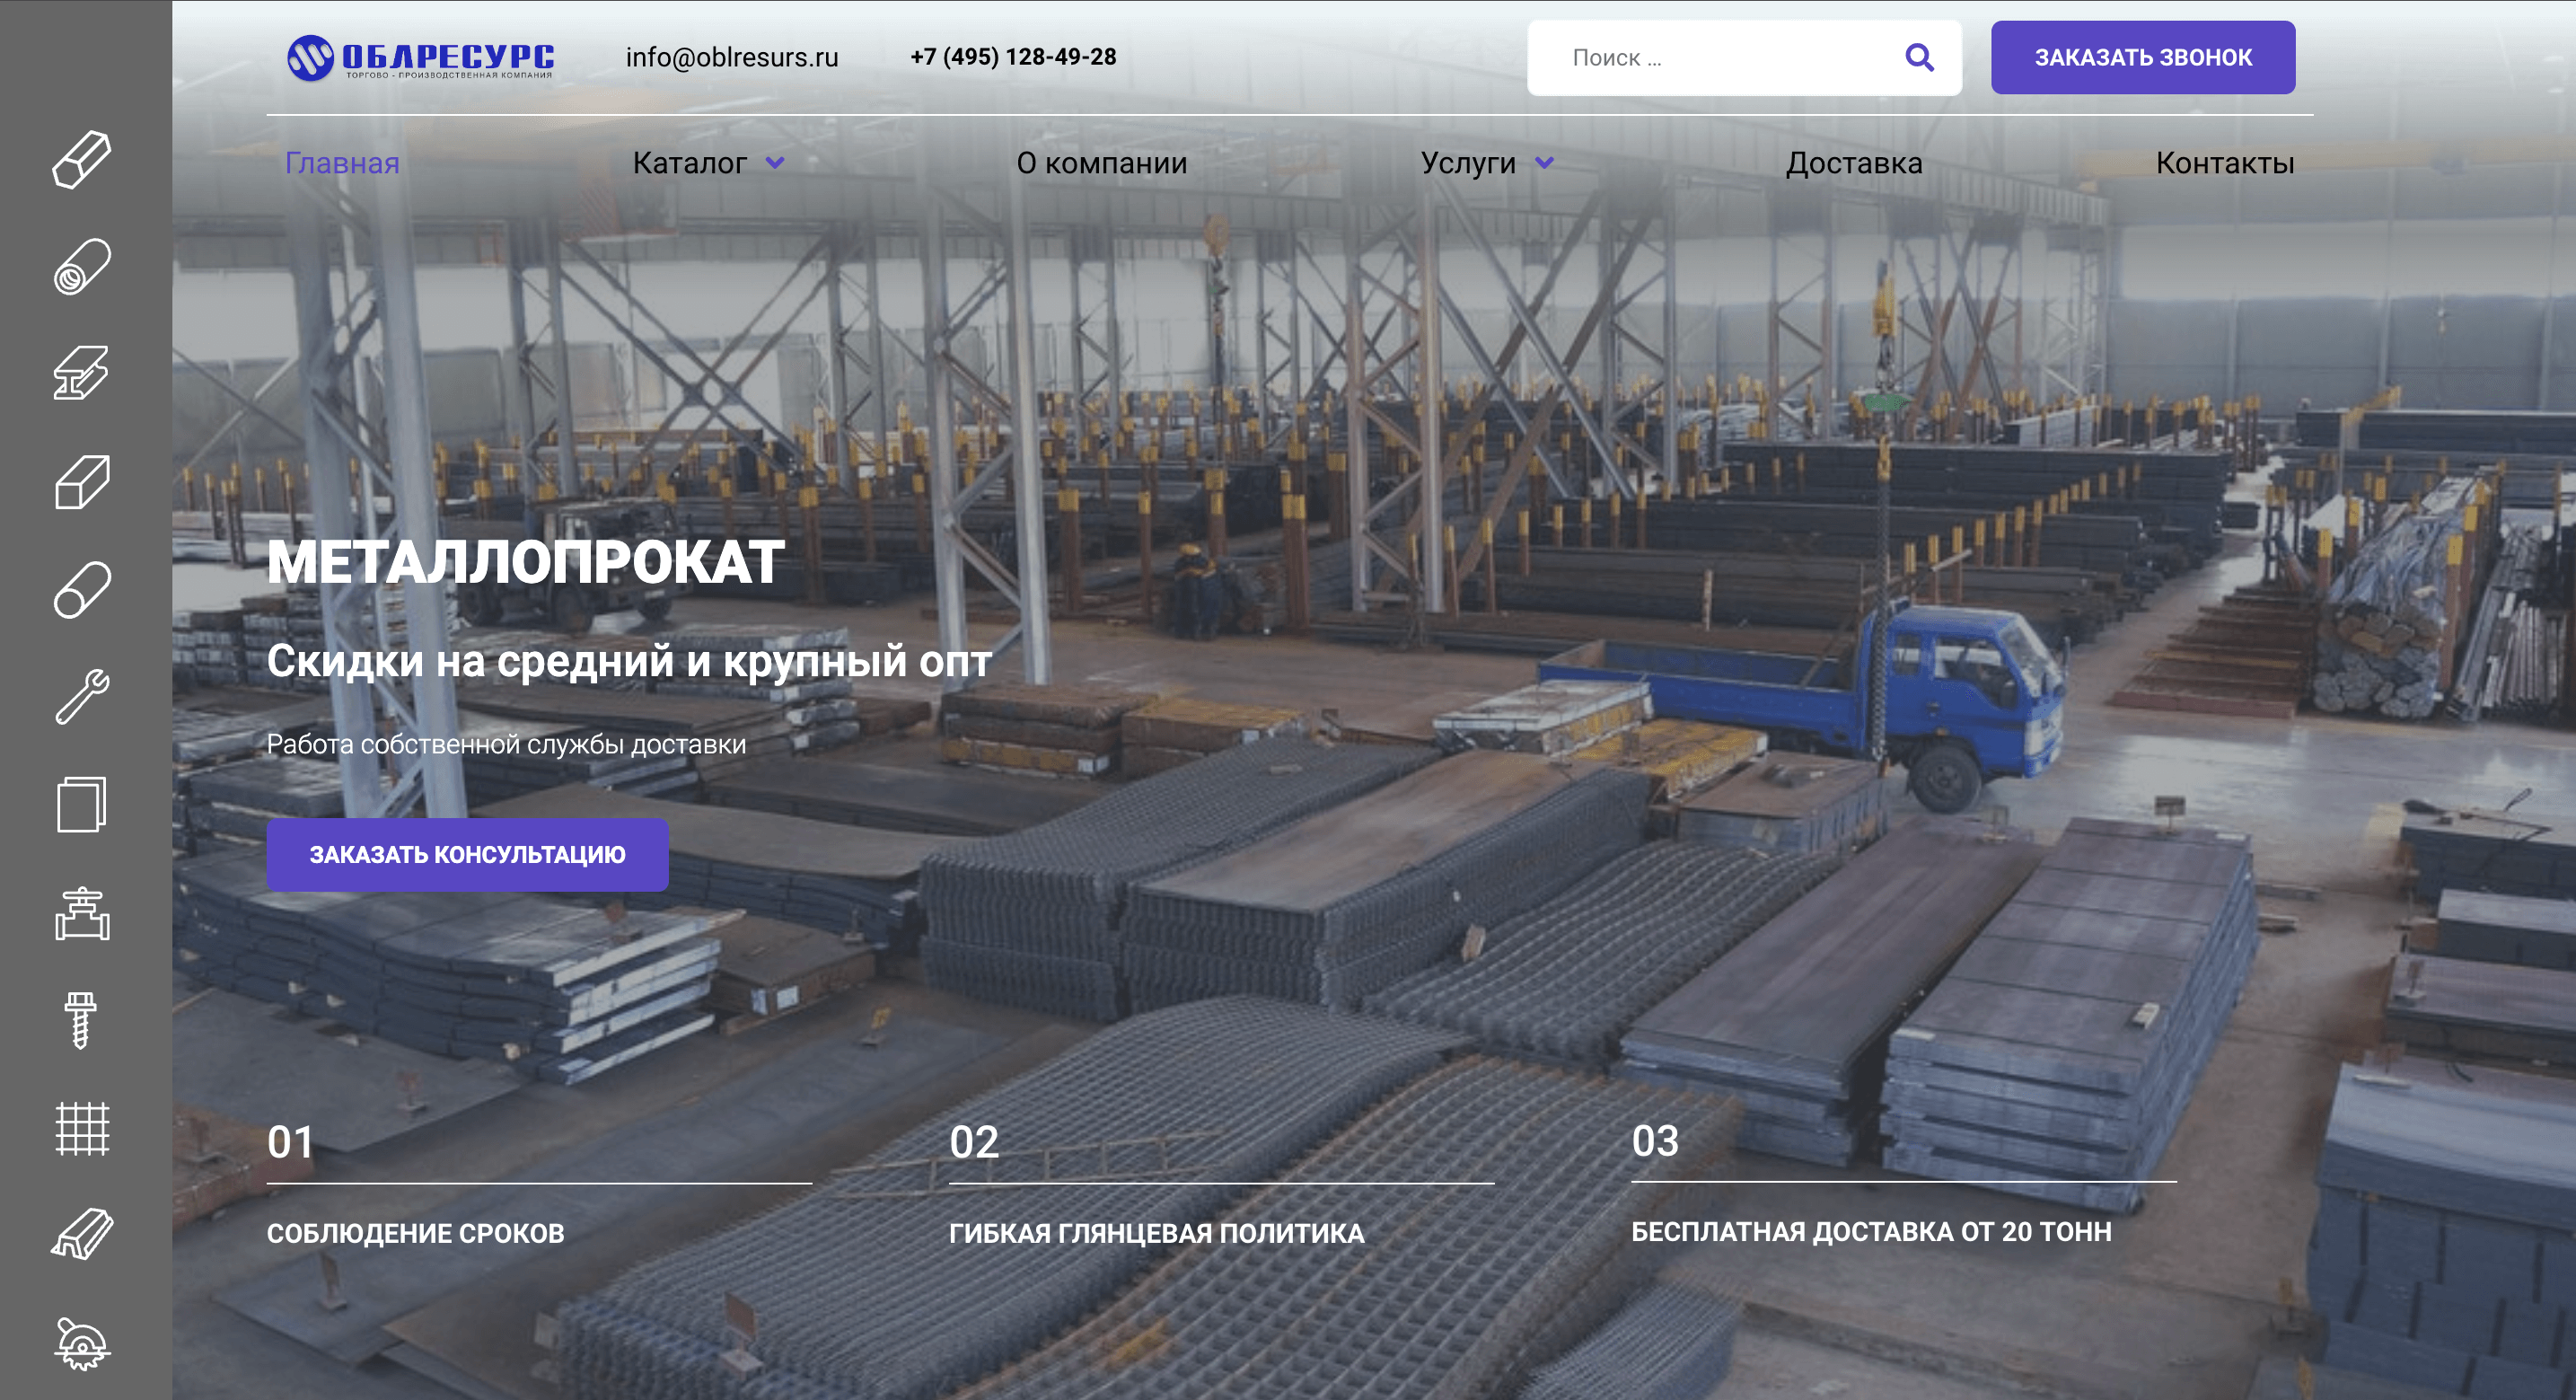 ОБЛРЕСУРС
ТОРГОВО - ПРОИЗВОДСТВЕННАЯ КОМПАНИЯ
info@oblresurs.ru
+7 (495) 128-49-28
Поиск ...
ЗАКАЗАТЬ ЗВОНОК
Главная
Каталог
О компании
Услуги
Доставка
Контакты
МЕТАЛЛОПРОКАТ
Скидки на средний и крупный опт
Работа собственной службы доставки
ЗАКАЗАТЬ КОНСУЛЬТАЦИЮ
01
СОБЛЮДЕНИЕ СРОКОВ
02
ГИБКАЯ ГЛЯНЦЕВАЯ ПОЛИТИКА
03
БЕСПЛАТНАЯ ДОСТАВКА ОТ 20 ТОНН